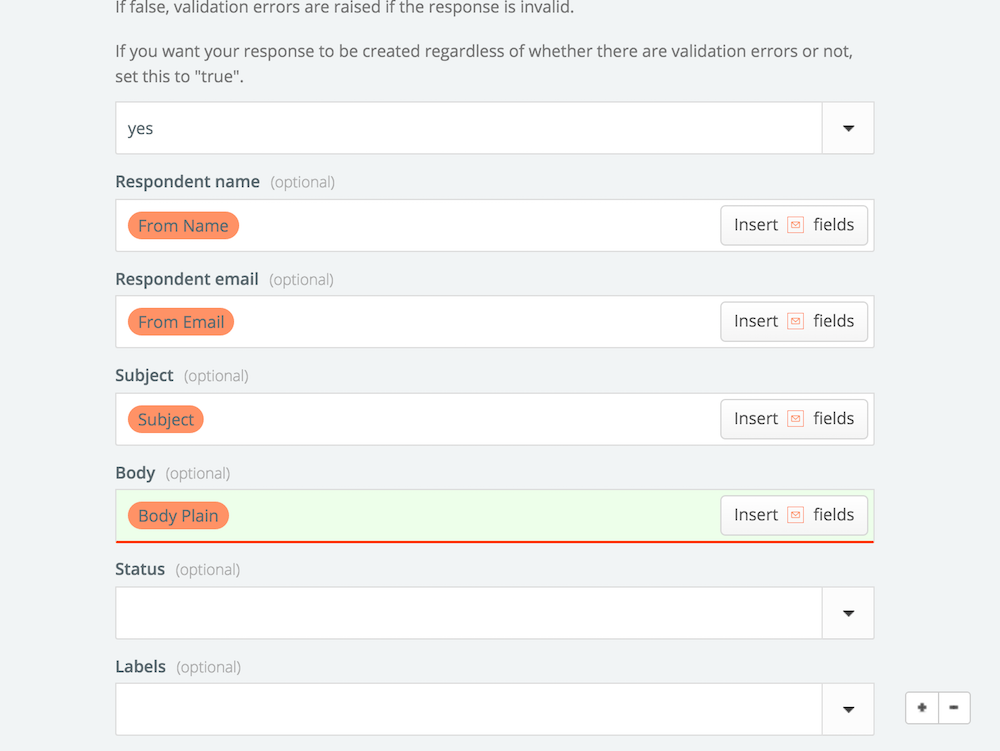 If false, validation errors are raised if the response is invalid.
If you want your response to be created regardless of whether there are validation errors or not,
set this to "true".
yes
Respondent name (optional)
From Name Insert fields
Respondent email (optional)
From Email Insert fields
Subject (optional)
Subject Insert fields
Body (optional)
Body Plain Insert fields
Status (optional)
Labels (optional)
+ -